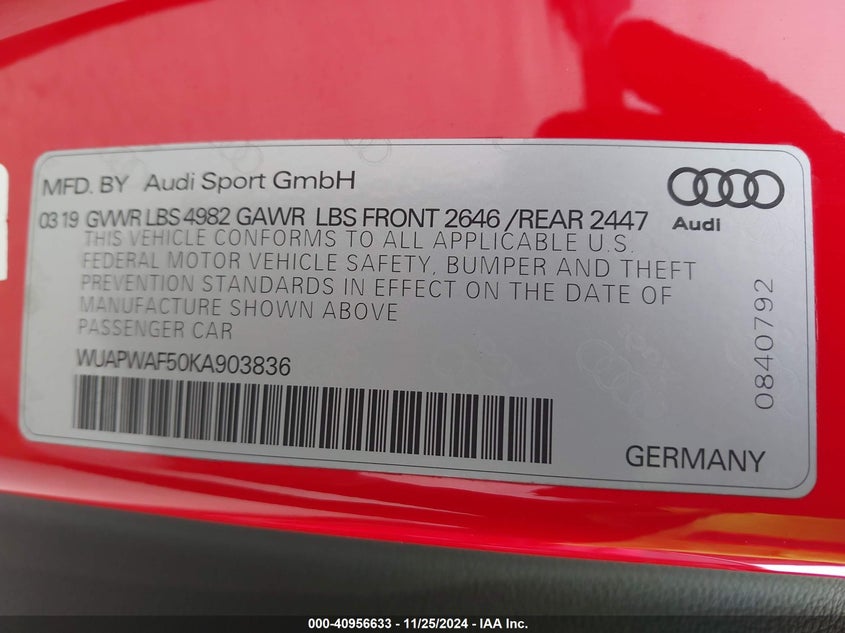 MFD. BY Audi Sport GmbH
03 19 GVWR LBS 4982 GAWR LBS FRONT 2646 /REAR 2447
THIS VEHICLE CONFORMS TO ALL APPLICABLE U.S.
FEDERAL MOTOR VEHICLE SAFETY, BUMPER AND THEFT
PREVENTION STANDARDS IN EFFECT ON THE DATE OF
MANUFACTURE SHOWN ABOVE
PASSENGER CAR
WUAPWAF50KA903836
Audi
0840792
GERMANY
000-40956633 - 11/25/2024 - IAA Inc.